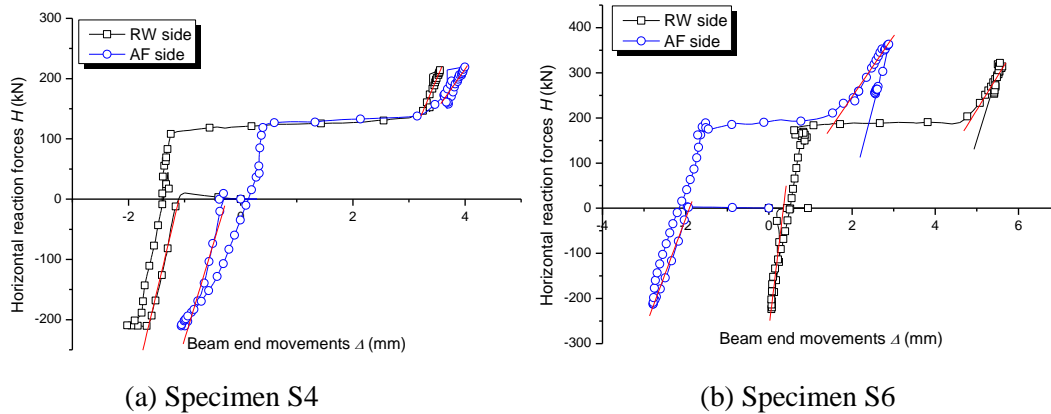 300
200
100
0
-100
-200
Horizontal reaction forces H (kN)
RW side
AF side
-2
0
2
4
Beam end movements Δ (mm)
(a) Specimen S4
500
400
300
200
100
0
-100
-200
-300
Horizontal reaction forces H (kN)
RW side
AF side
-4
-2
0
2
4
6
Beam end movements Δ (mm)
(b) Specimen S6